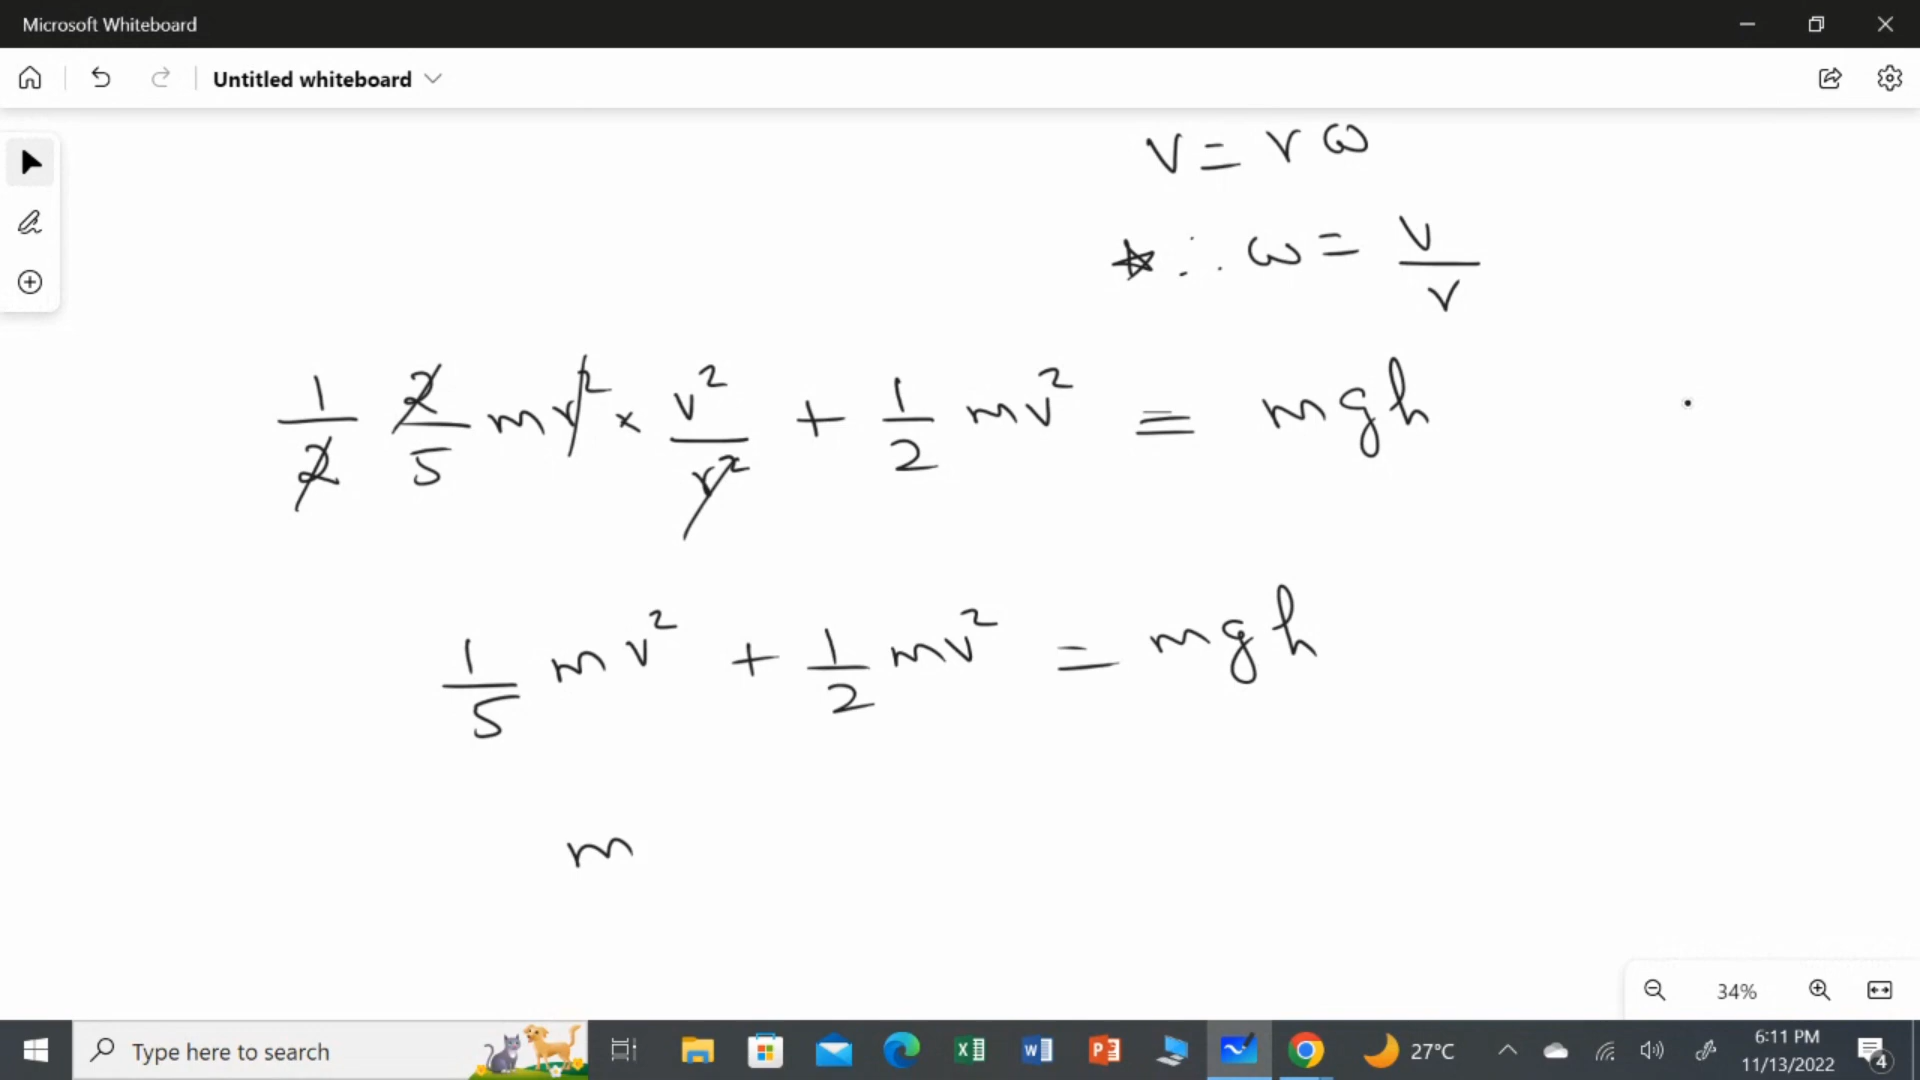 Microsoft Whiteboard
Untitled whiteboard
v = r ω
∴ ω = v/r
1/2 2/5 mr² × v²/r² + 1/2 mv² = mgh
1/5 mv² + 1/2 mv² = mgh
m
34%
Type here to search
27°C
6:11 PM
11/13/2022
4